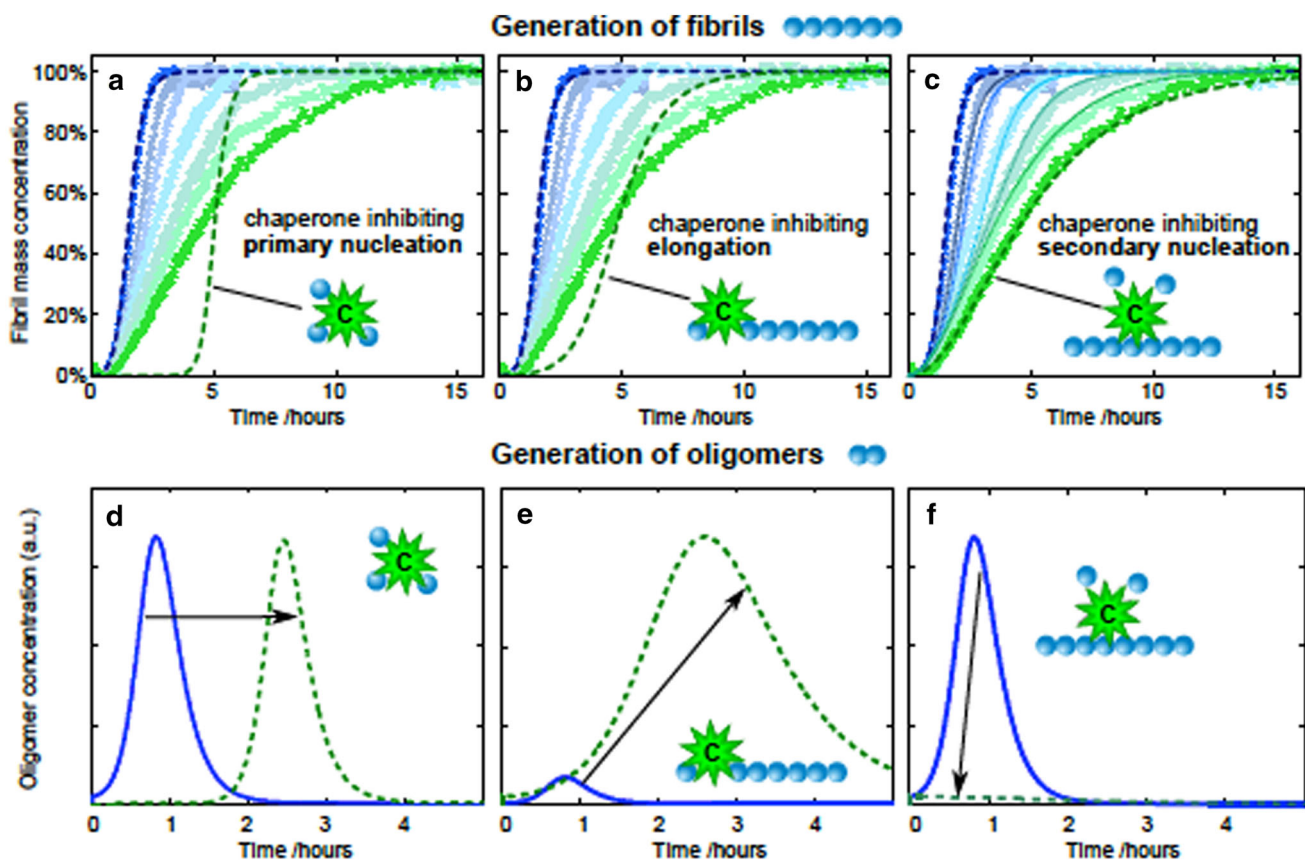 Generation of fibrils
Fibril mass concentration
100%
80%
60%
40%
20%
0%
a
chaperone inhibiting
primary nucleation
C
0
5
10
15
Time /hours
b
chaperone inhibiting
elongation
C
0
5
10
15
Time /hours
c
chaperone inhibiting
secondary nucleation
C
0
5
10
15
Time /hours
Generation of oligomers
Oligomer concentration (a.u.)
d
C
0
1
2
3
4
Time /hours
e
C
0
1
2
3
4
Time /hours
f
C
0
1
2
3
4
Time /hours